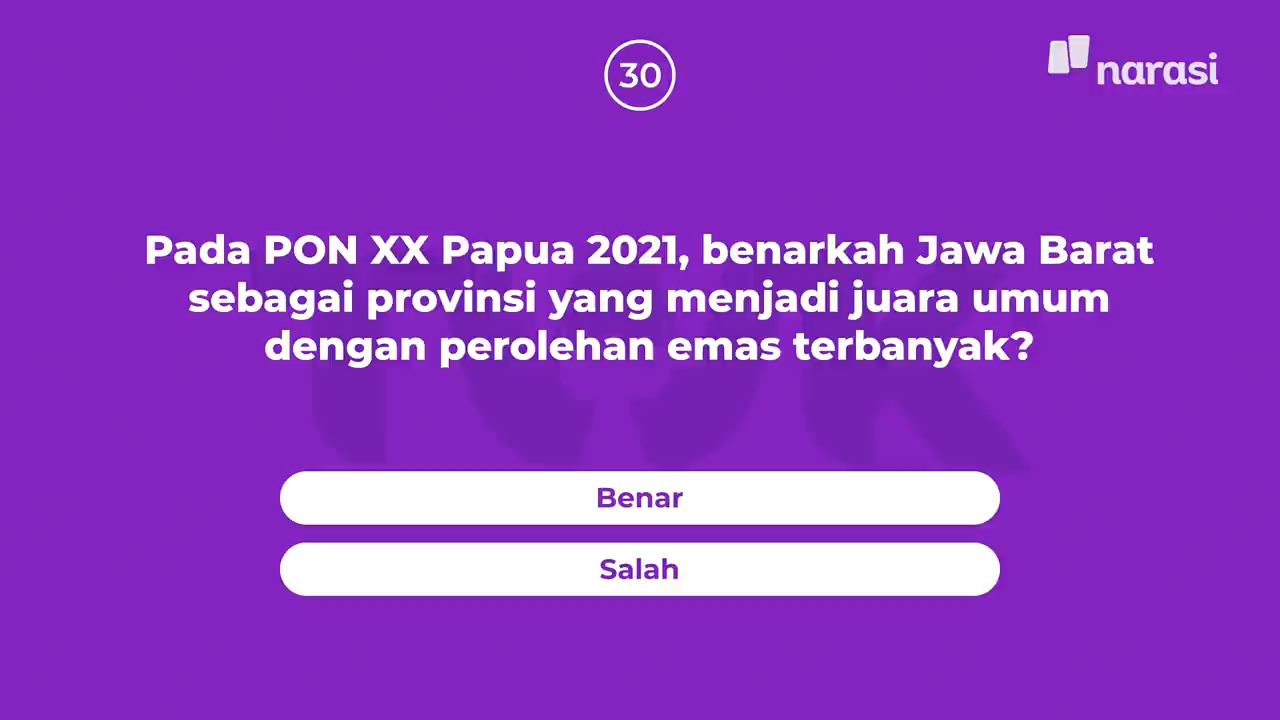 30
narasi
Pada PON XX Papua 2021, benarkah Jawa Barat
sebagai provinsi yang menjadi juara umum
dengan perolehan emas terbanyak?
Benar
Salah